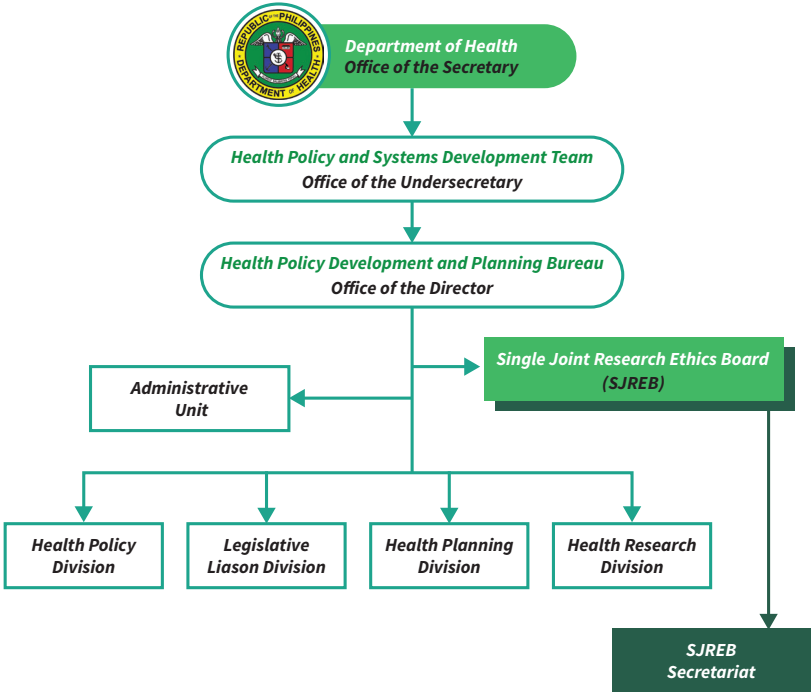 REPUBLIC OF THE PHILIPPINES
DEPARTMENT OF HEALTH
Department of Health
Office of the Secretary
Health Policy and Systems Development Team
Office of the Undersecretary
Health Policy Development and Planning Bureau
Office of the Director
Single Joint Research Ethics Board
(SJREB)
Administrative
Unit
Health Policy
Division
Legislative
Liason Division
Health Planning
Division
Health Research
Division
SJREB
Secretariat